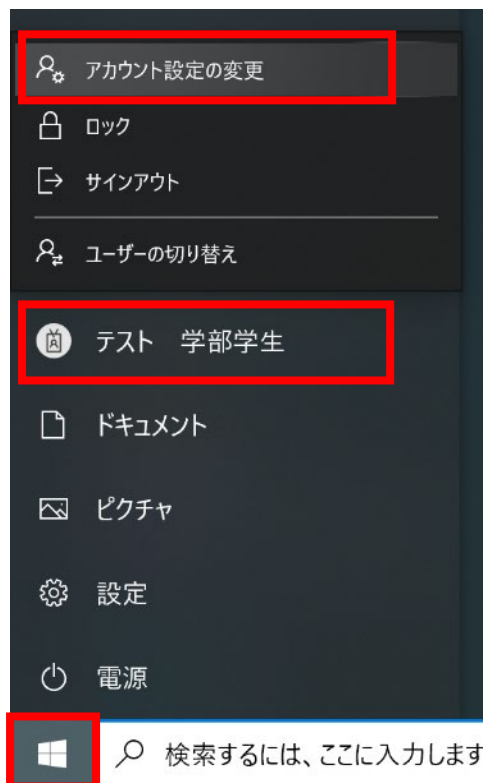 アカウント設定の変更
ロック
サインアウト
ユーザーの切り替え
テスト　学部学生
ドキュメント
ピクチャ
設定
電源
検索するには、ここに入力します